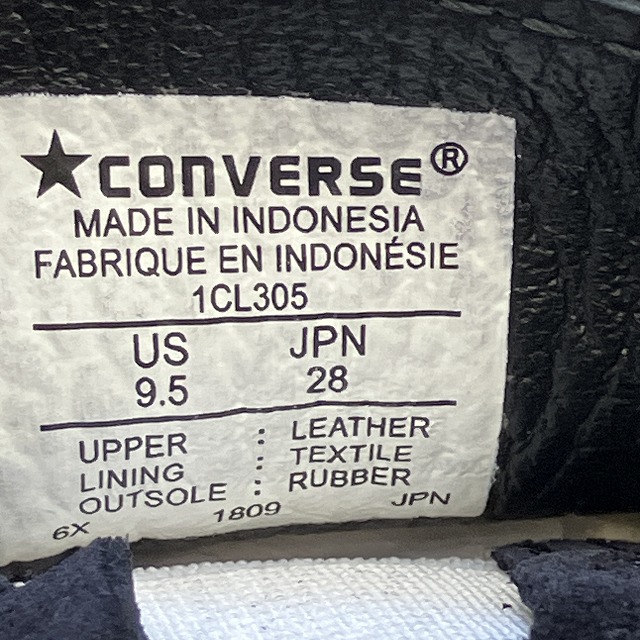 ★CONVERSE®
MADE IN INDONESIA
FABRIQUE EN INDONÉSIE
1CL305
US JPN
9.5 28
UPPER : LEATHER
LINING : TEXTILE
OUTSOLE : RUBBER
6X 1809 JPN